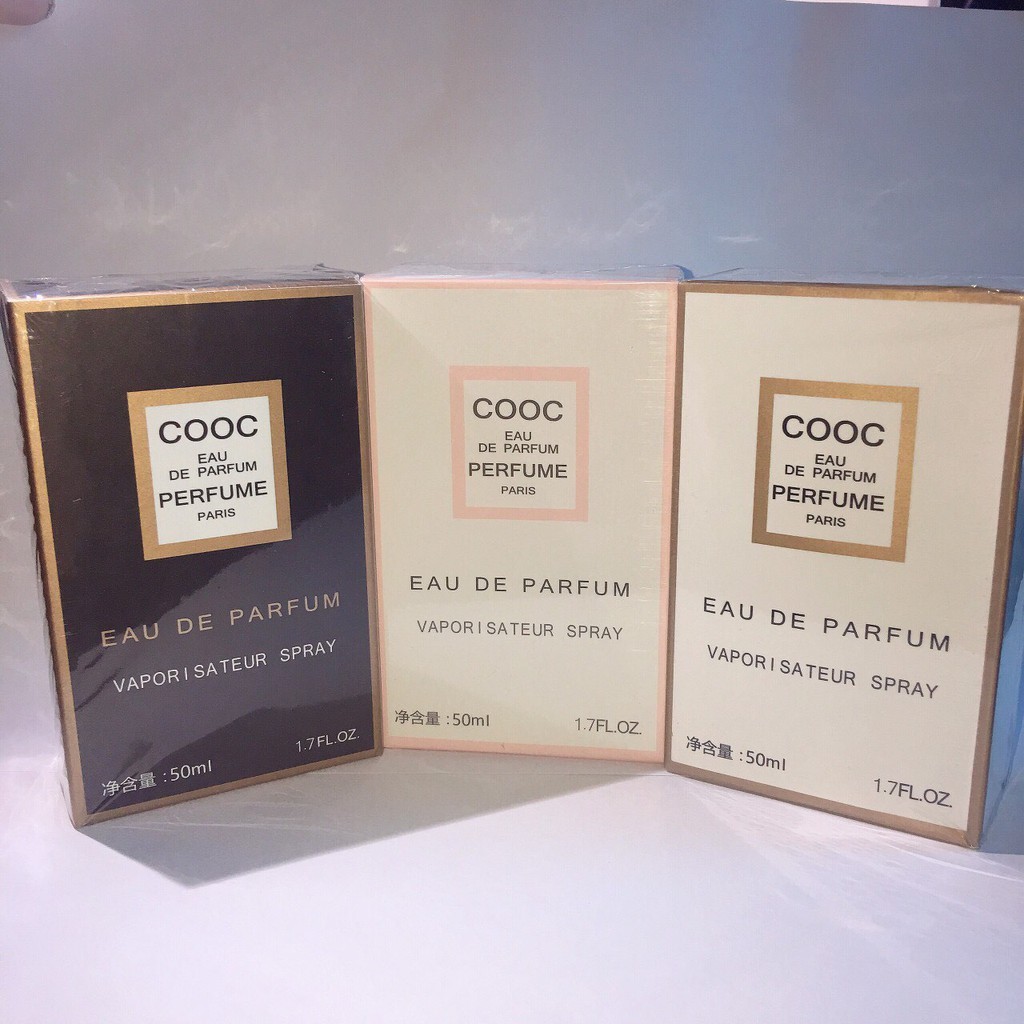 COOC
EAU
DE PARFUM
PERFUME
PARIS
EAU DE PARFUM
VAPORISATEUR SPRAY
净含量:50ml
1.7FL.OZ.
COOC
EAU
DE PARFUM
PERFUME
PARIS
EAU DE PARFUM
VAPORISATEUR SPRAY
净含量:50ml
1.7FL.OZ.
COOC
EAU
DE PARFUM
PERFUME
PARIS
EAU DE PARFUM
VAPORISATEUR SPRAY
净含量:50ml
1.7FL.OZ.